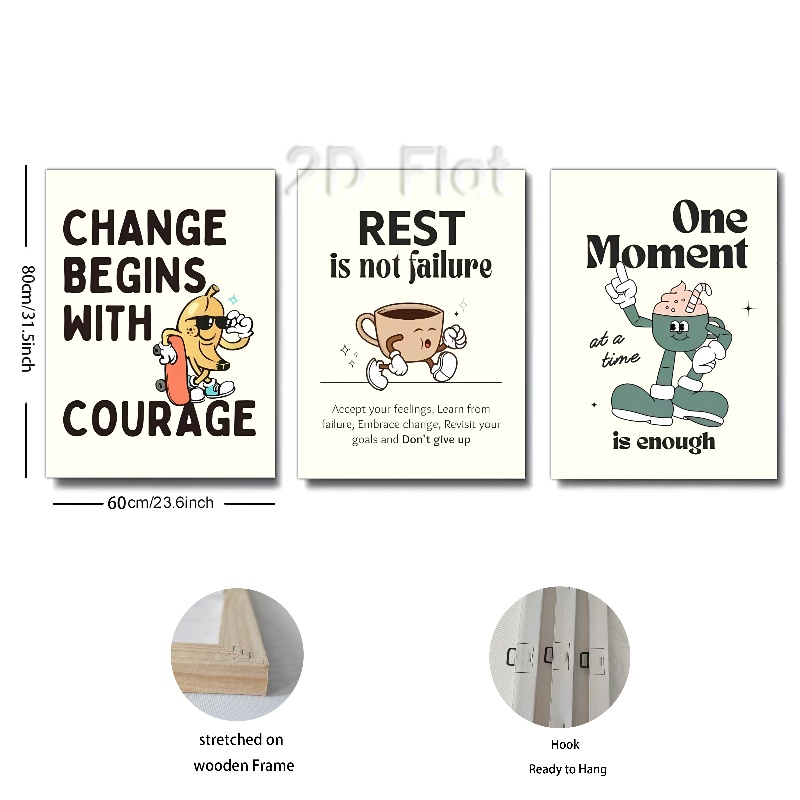 2D Flat
80cm/31.5inch
CHANGE
BEGINS
WITH
COURAGE
REST
is not failure
Accept your feelings, Learn from
failure, Embrace change, Revisit your
goals and Don't give up
One
Moment
at a
time
is enough
60cm/23.6inch
stretched on
wooden Frame
Hook
Ready to Hang